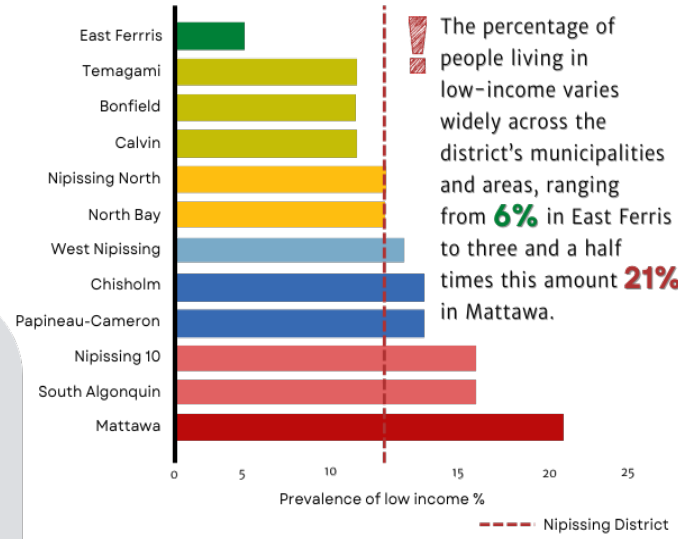 East Ferrris
Temagami
Bonfield
Calvin
Nipissing North
North Bay
West Nipissing
Chisholm
Papineau-Cameron
Nipissing 10
South Algonquin
Mattawa
The percentage of
people living in
low-income varies
widely across the
district's municipalities
and areas, ranging
from 6% in East Ferris
to three and a half
times this amount 21%
in Mattawa.
0 5 10 15 20 25
Prevalence of low income %
Nipissing District